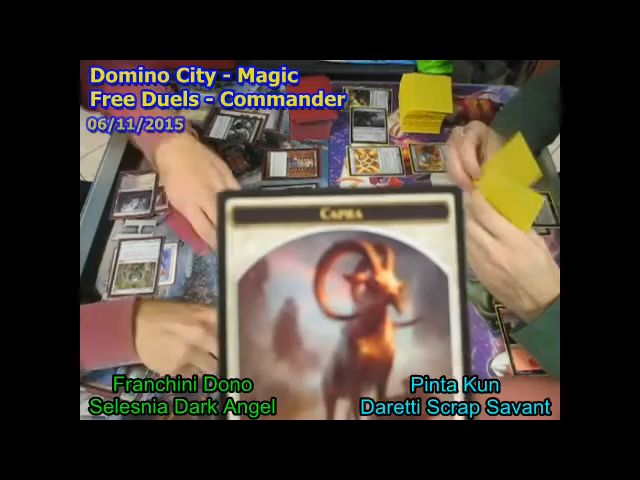 Domino City - Magic
Free Duels - Commander
06/11/2015
CAPRA
Franchini Dono
Selesnia Dark Angel
Pinta Kun
Daretti Scrap Savant